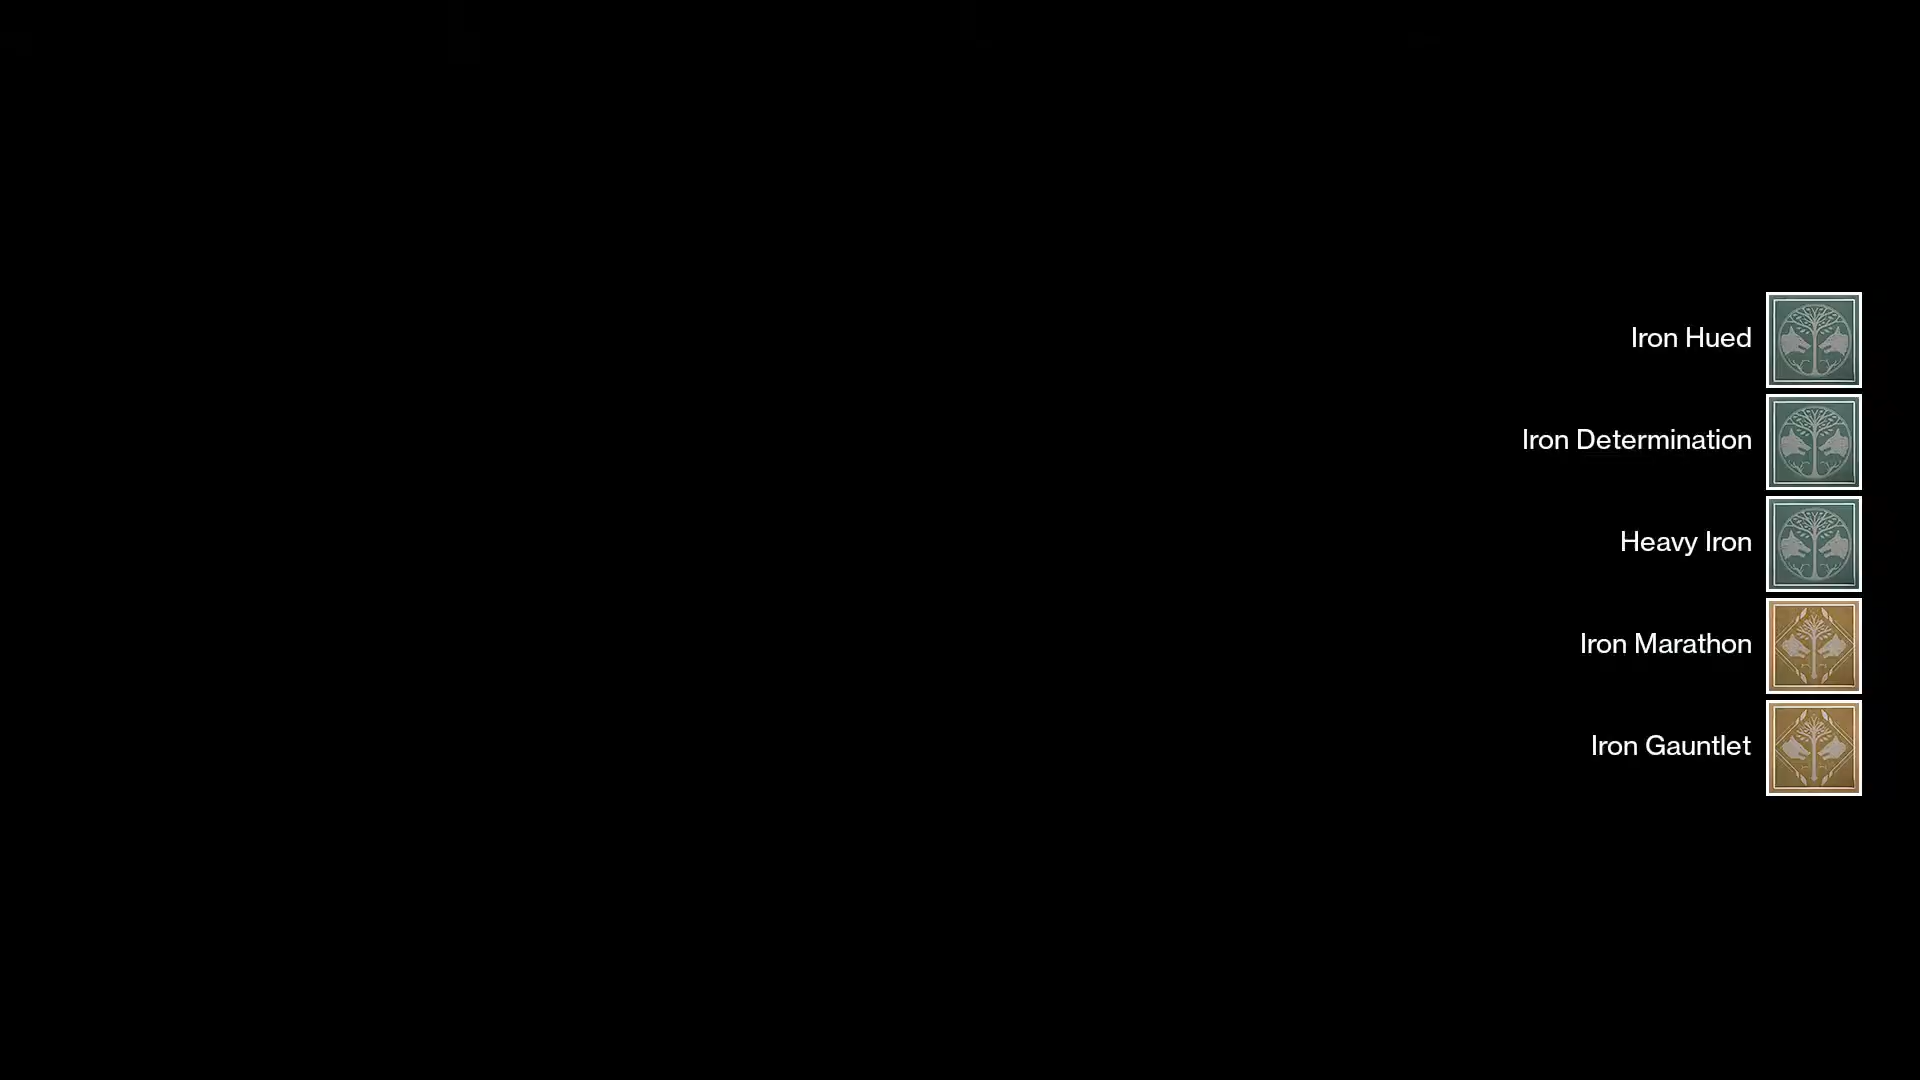 Iron Hued
Iron Determination
Heavy Iron
Iron Marathon
Iron Gauntlet